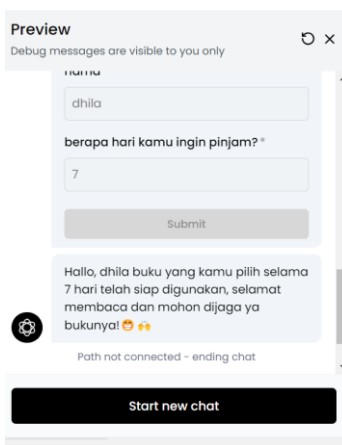 Preview
Debug messages are visible to you only
nama
dhila
berapa hari kamu ingin pinjam? *
7
Submit
Hallo, dhila buku yang kamu pilih selama
7 hari telah siap digunakan, selamat
membaca dan mohon dijaga ya
bukunya!😁 🙌
Path not connected - ending chat
Start new chat